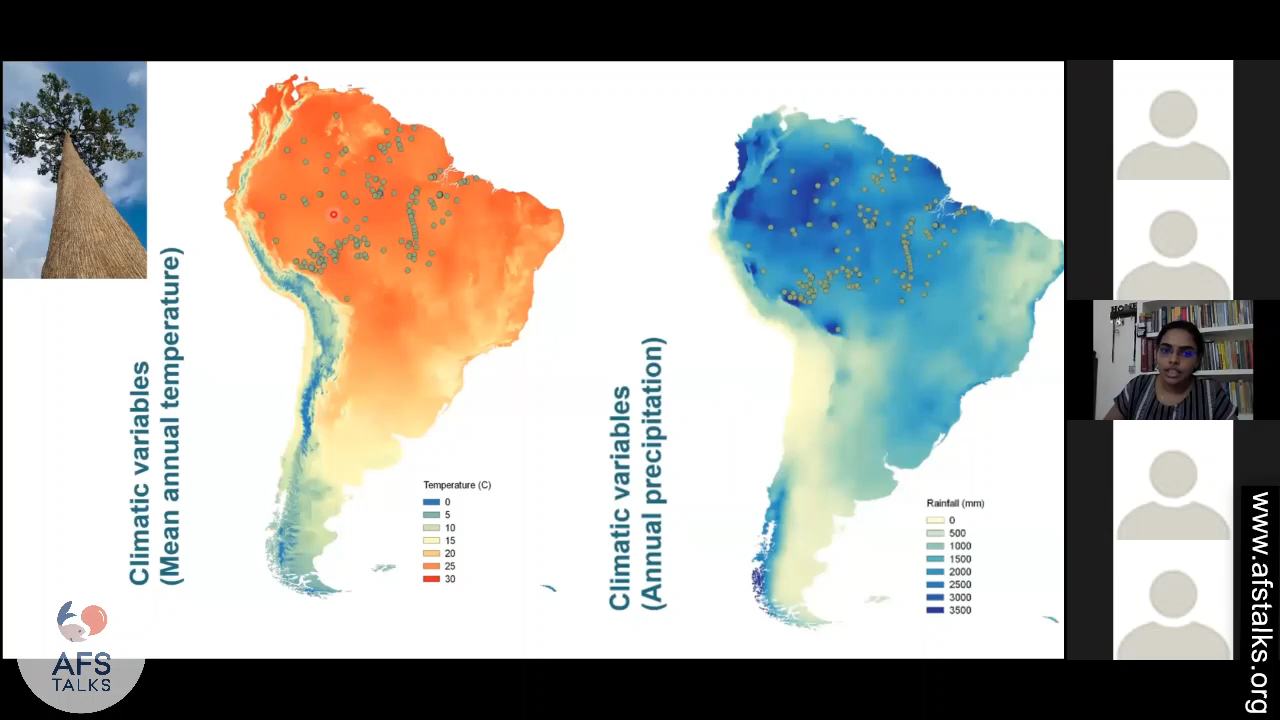 Climatic variables
(Mean annual temperature)
Temperature (C)
0
5
10
15
20
25
30
Climatic variables
(Annual precipitation)
Rainfall (mm)
0
500
1000
1500
2000
2500
3000
3500
HOME
AFS
TALKS
www.afstalks.org